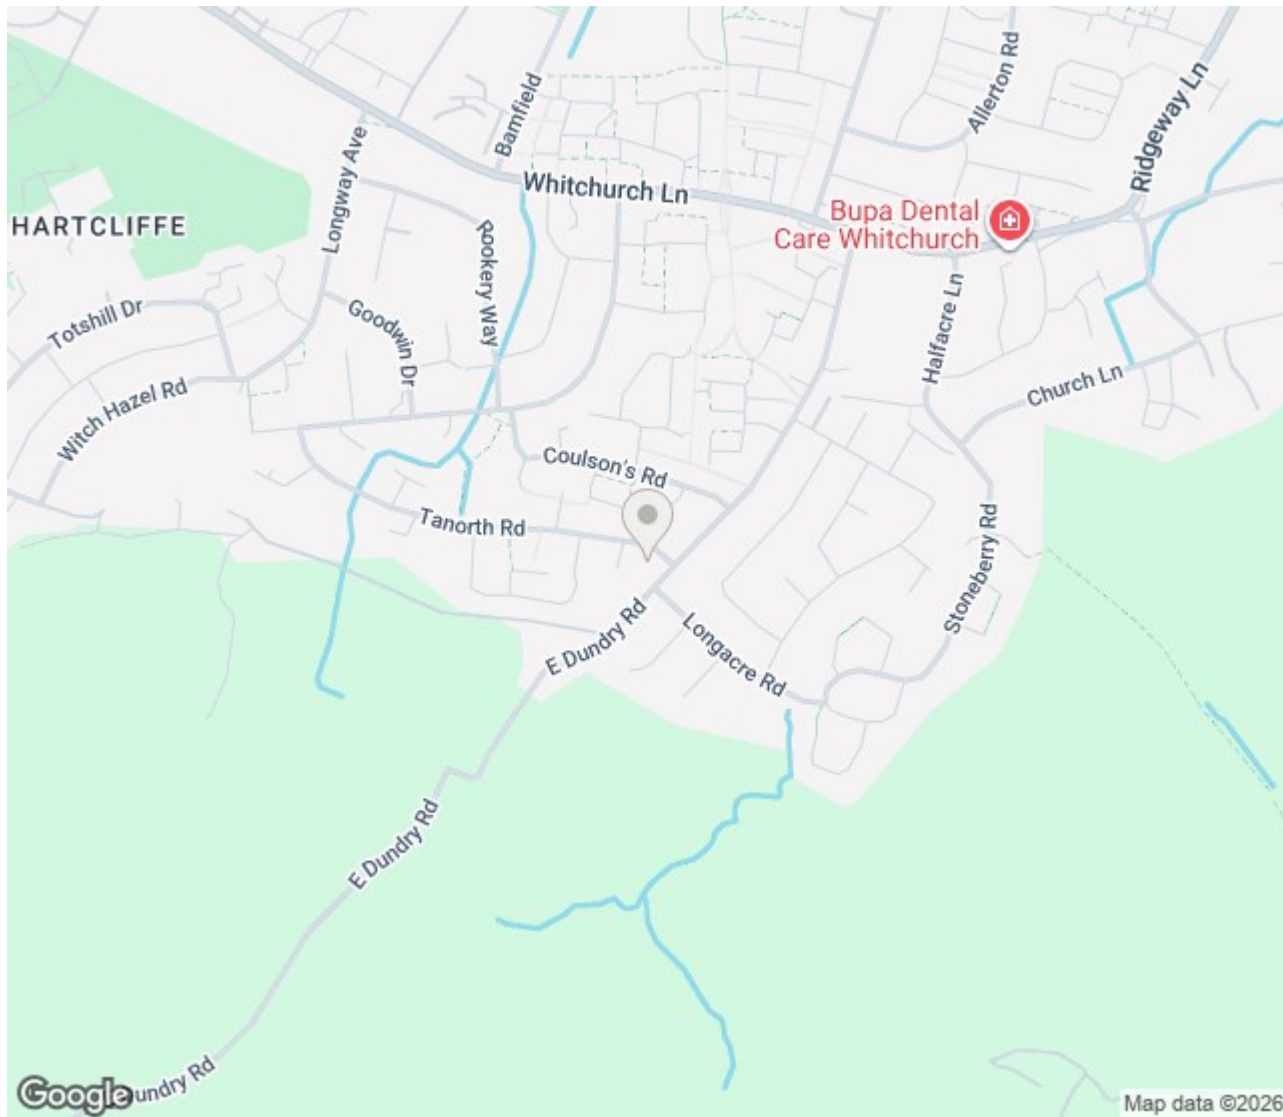 Allerton Rd
Ridgeway Ln
Bamfield
Longway Ave
Whitchurch Ln
Bupa Dental
Care Whitchurch
HARTCLIFFE
Rookery Way
Totshill Dr
Goodwin Dr
Halfacre Ln
Witch Hazel Rd
Church Ln
Coulson's Rd
Tanorth Rd
Stoneberry Rd
E Dundry Rd
Longacre Rd
E Dundry Rd
Dundry Rd
Google
Map data ©2026